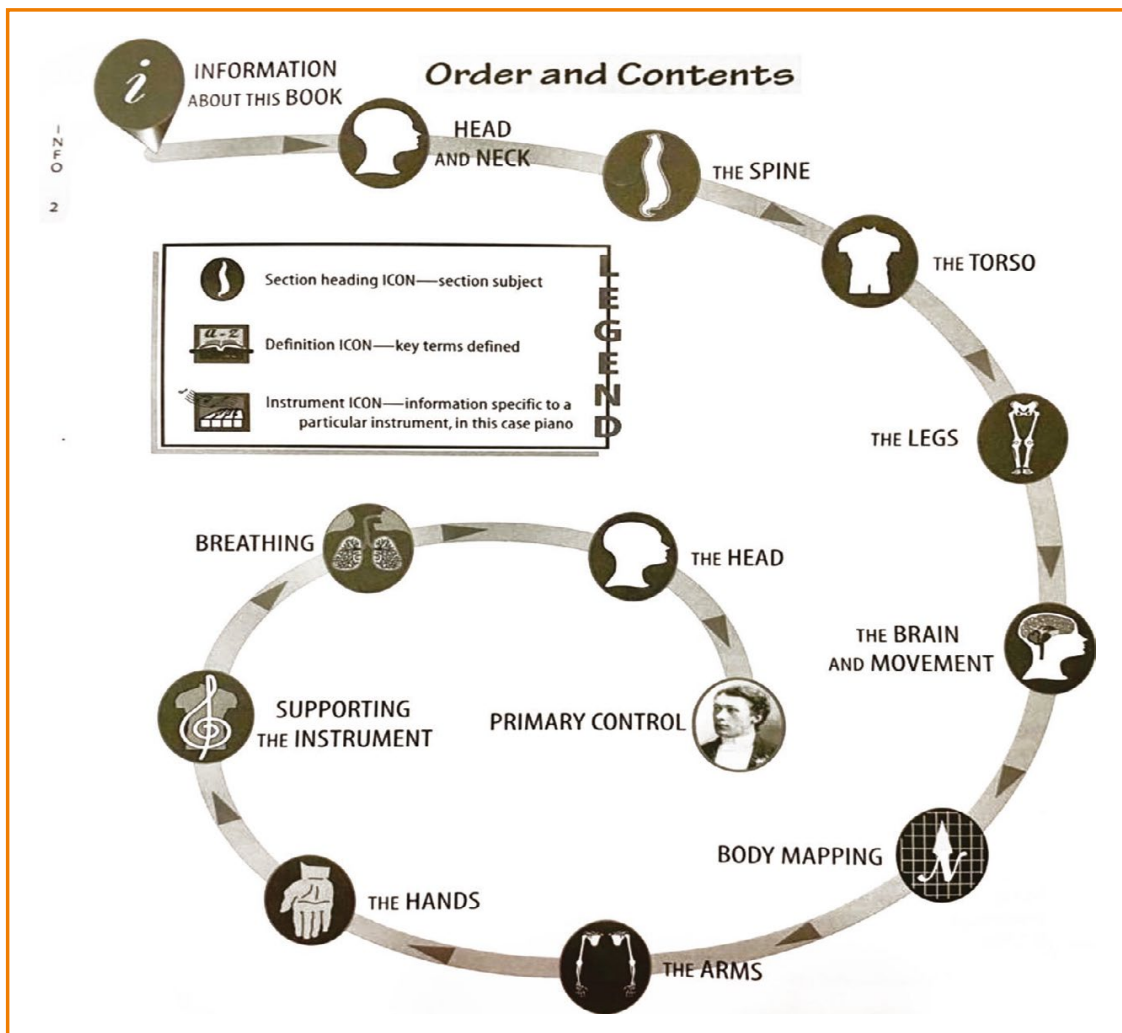 INFORMATION
ABOUT THIS BOOK
Order and Contents
INFO
2
HEAD
AND NECK
THE SPINE
THE TORSO
LEGEND
Section heading ICON—section subject
a-z
Definition ICON—key terms defined
Instrument ICON—information specific to a
particular instrument, in this case piano
THE LEGS
THE BRAIN
AND MOVEMENT
BODY MAPPING
N
THE ARMS
THE HANDS
SUPPORTING
THE INSTRUMENT
BREATHING
THE HEAD
PRIMARY CONTROL